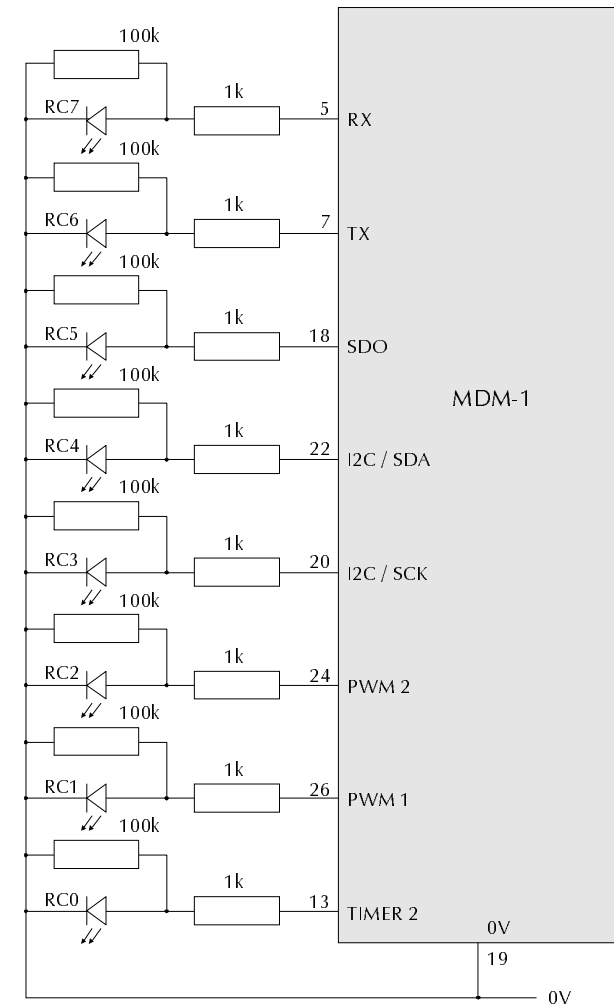 100k
1k
RC7
5
RX
100k
1k
RC6
7
TX
100k
1k
RC5
18
SDO
MDM-1
100k
1k
RC4
22
I2C / SDA
100k
1k
RC3
20
I2C / SCK
100k
1k
RC2
24
PWM 2
100k
1k
RC1
26
PWM 1
100k
1k
RC0
13
TIMER 2
0V
19
0V